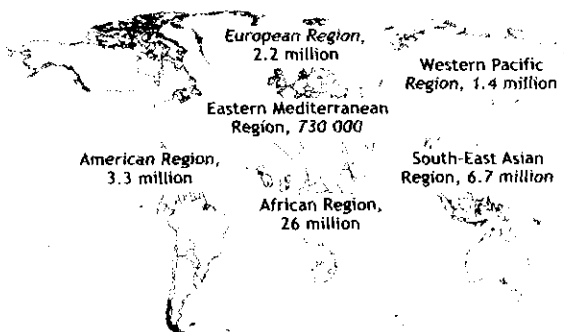 European Region,
2.2 million
Western Pacific
Region, 1.4 million
Eastern Mediterranean
Region, 730 000
American Region,
3.3 million
South-East Asian
Region, 6.7 million
African Region,
26 million